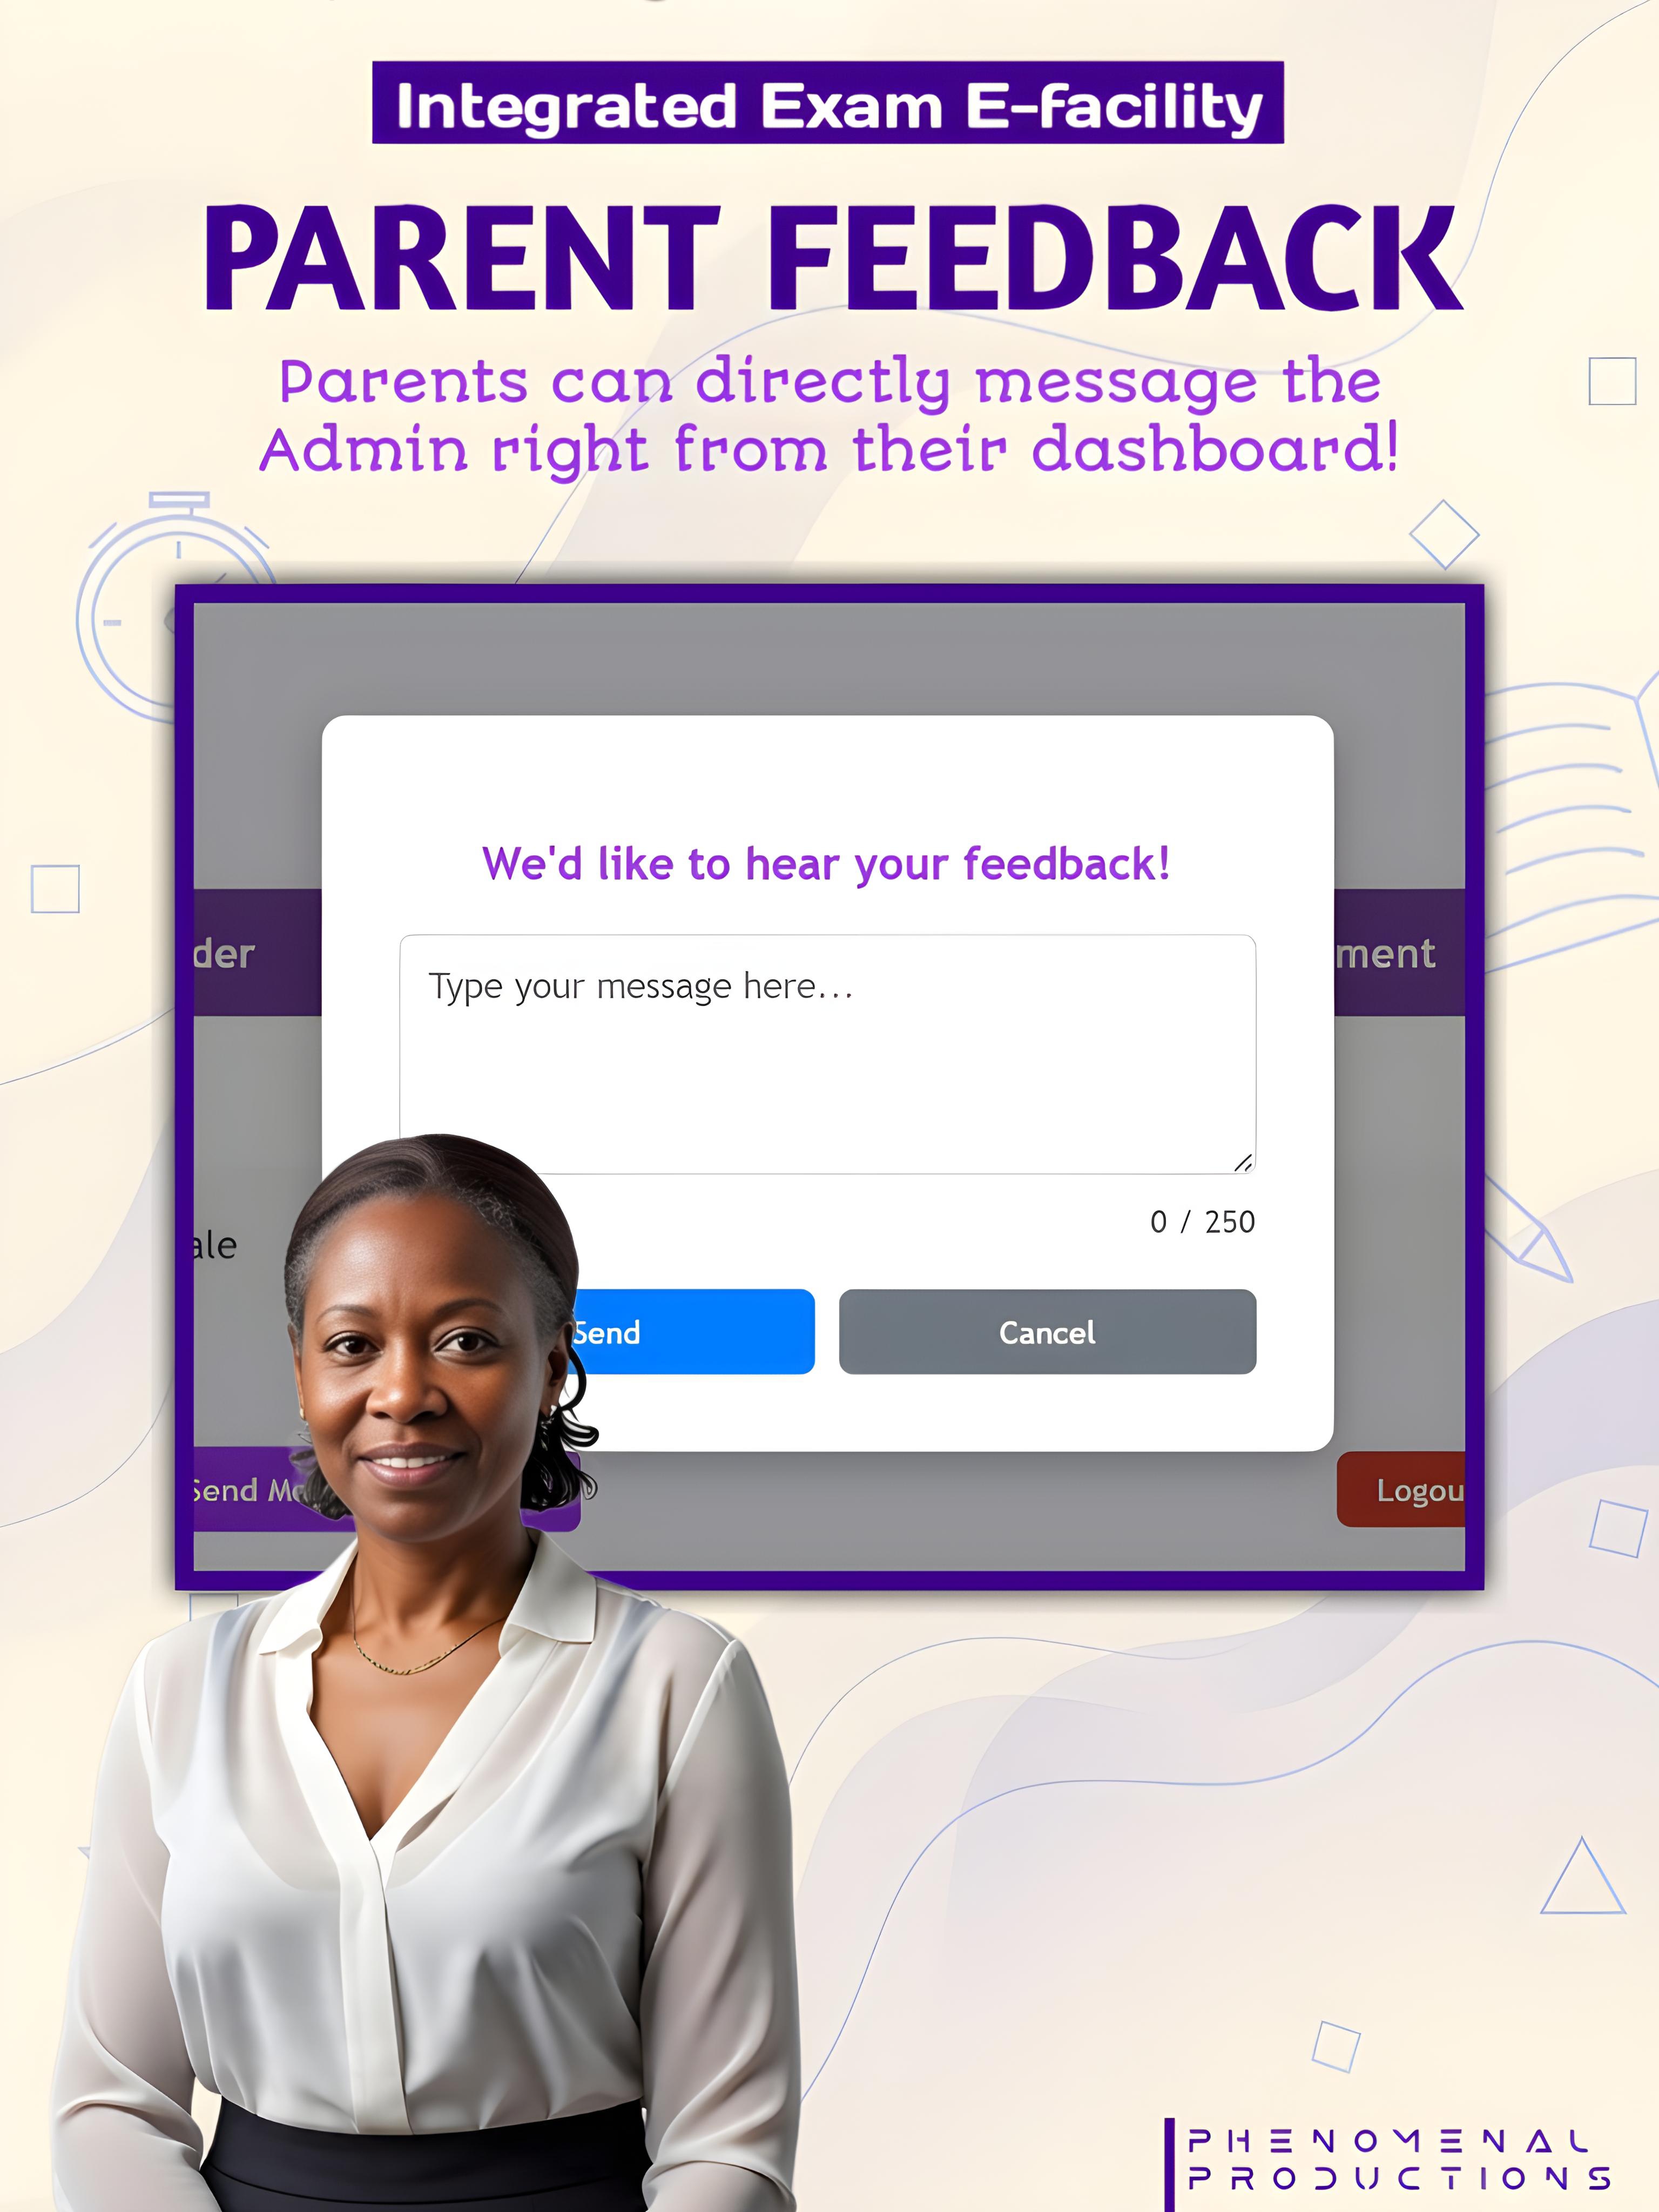 Integrated Exam E-facility
PARENT FEEDBACK
Parents can directly message the
Admin right from their dashboard!
We'd like to hear your feedback!
der
ment
Type your message here...
0 / 250
ale
Send
Cancel
Send
Logou
PHENOMENAL
PRODUCTIONS